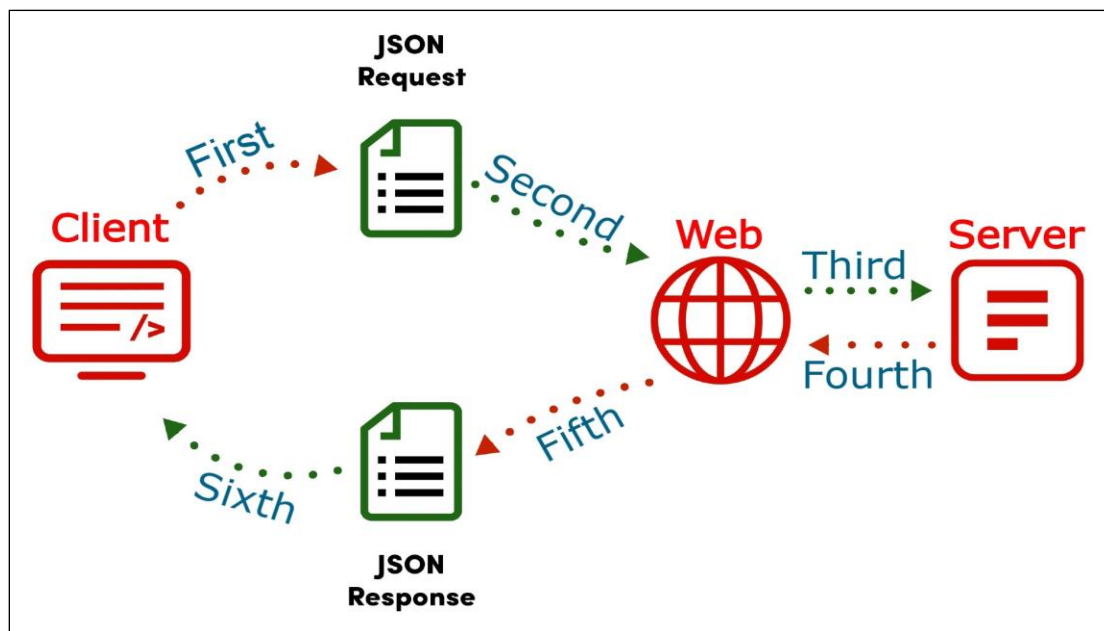 JSON
Request
First
Second
Client
Web
Server
Third
/>
Fourth
Fifth
Sixth
JSON
Response